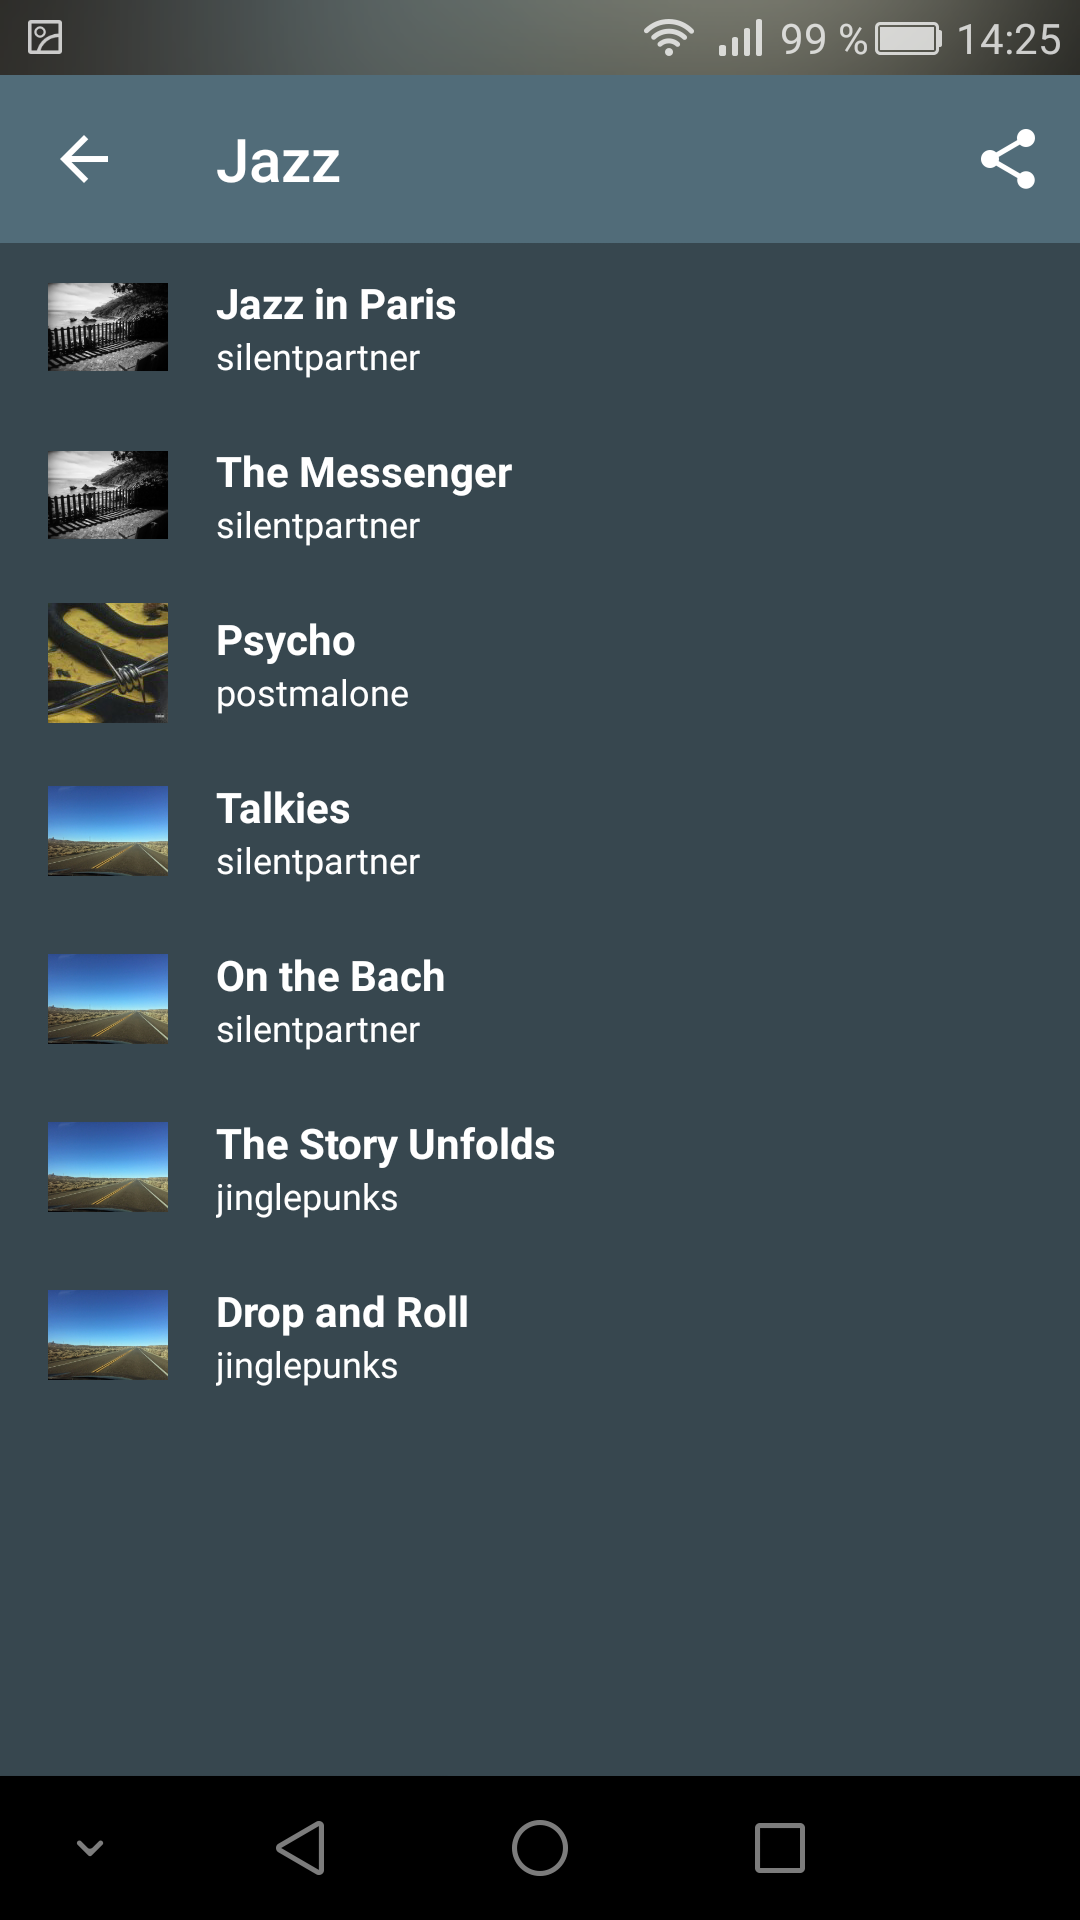 99 % 14:25
Jazz
Jazz in Paris
silentpartner
The Messenger
silentpartner
Psycho
postmalone
Talkies
silentpartner
On the Bach
silentpartner
The Story Unfolds
jinglepunks
Drop and Roll
jinglepunks